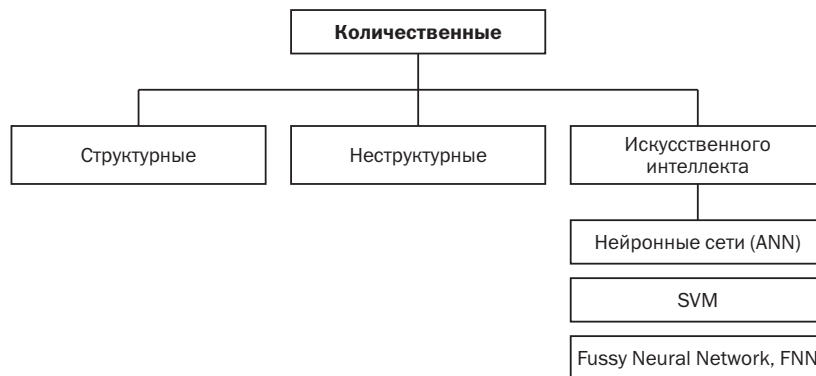 Количественные
Структурные
Неструктурные
Искусственного
интеллекта
Нейронные сети (ANN)
SVM
Fussy Neural Network, FNN